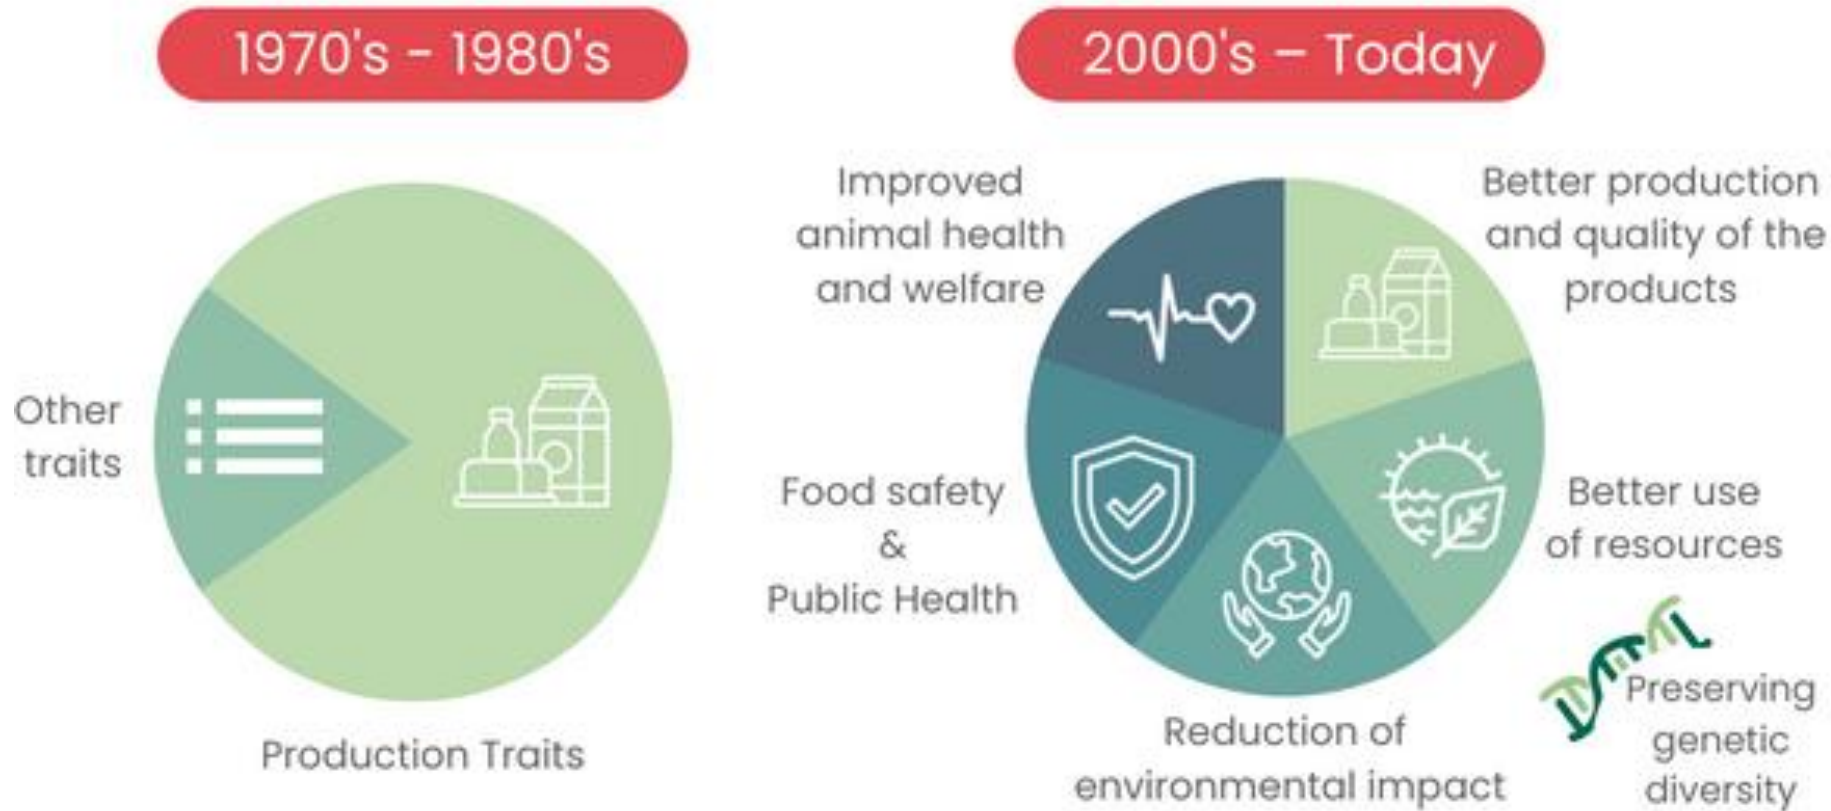 1970's - 1980's
Other
traits
Production Traits
2000's – Today
Improved
animal health
and welfare
Better production
and quality of the
products
Food safety
&
Public Health
Better use
of resources
Reduction of
environmental impact
Preserving
genetic
diversity